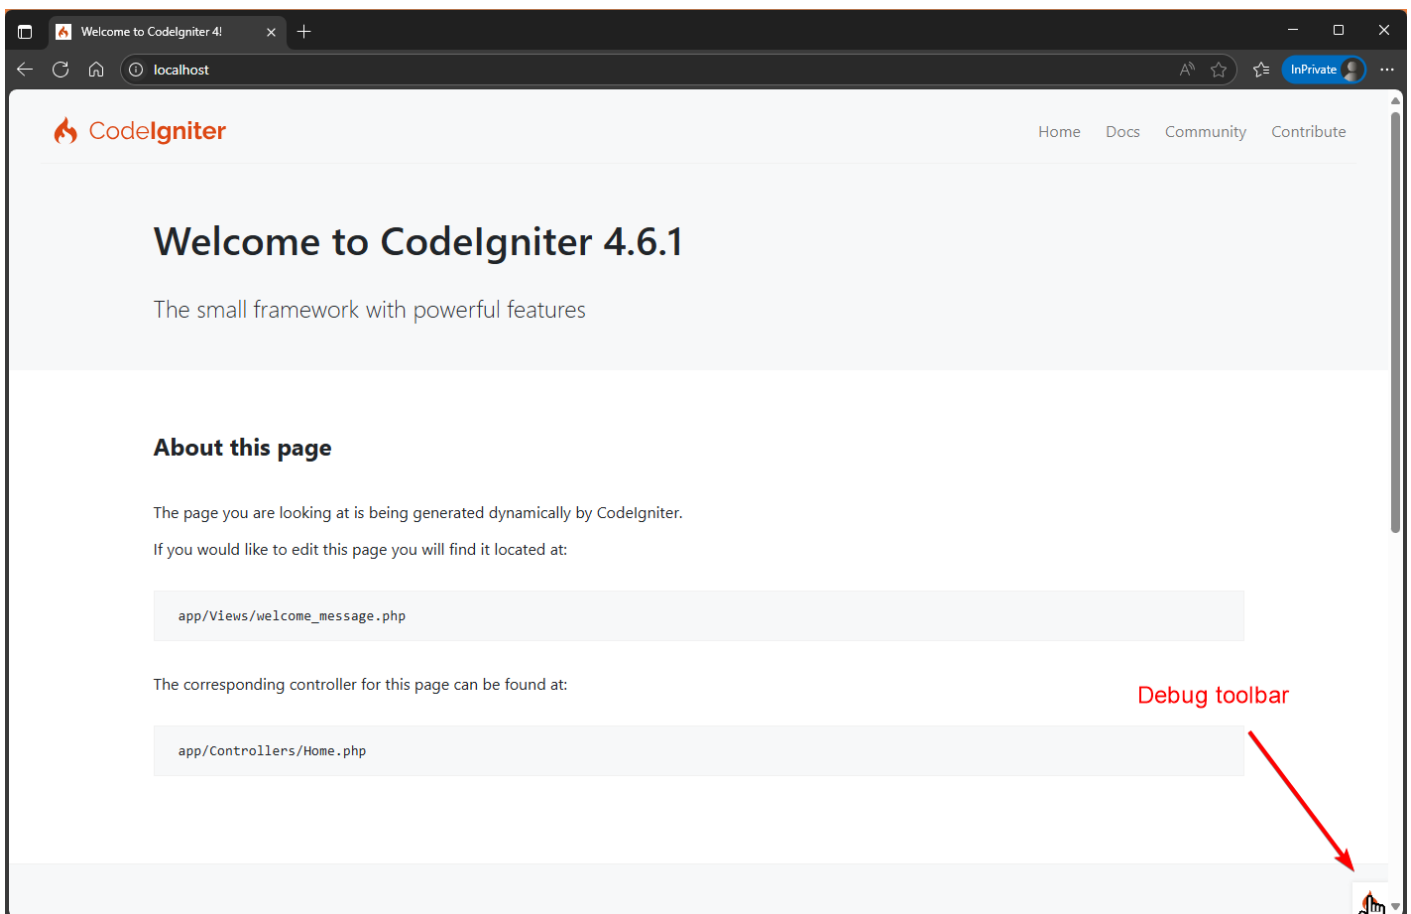 Welcome to CodeIgniter 4!
localhost
InPrivate
CodeIgniter
Home Docs Community Contribute
Welcome to CodeIgniter 4.6.1
The small framework with powerful features
About this page
The page you are looking at is being generated dynamically by CodeIgniter.
If you would like to edit this page you will find it located at:
app/Views/welcome_message.php
The corresponding controller for this page can be found at:
Debug toolbar
app/Controllers/Home.php